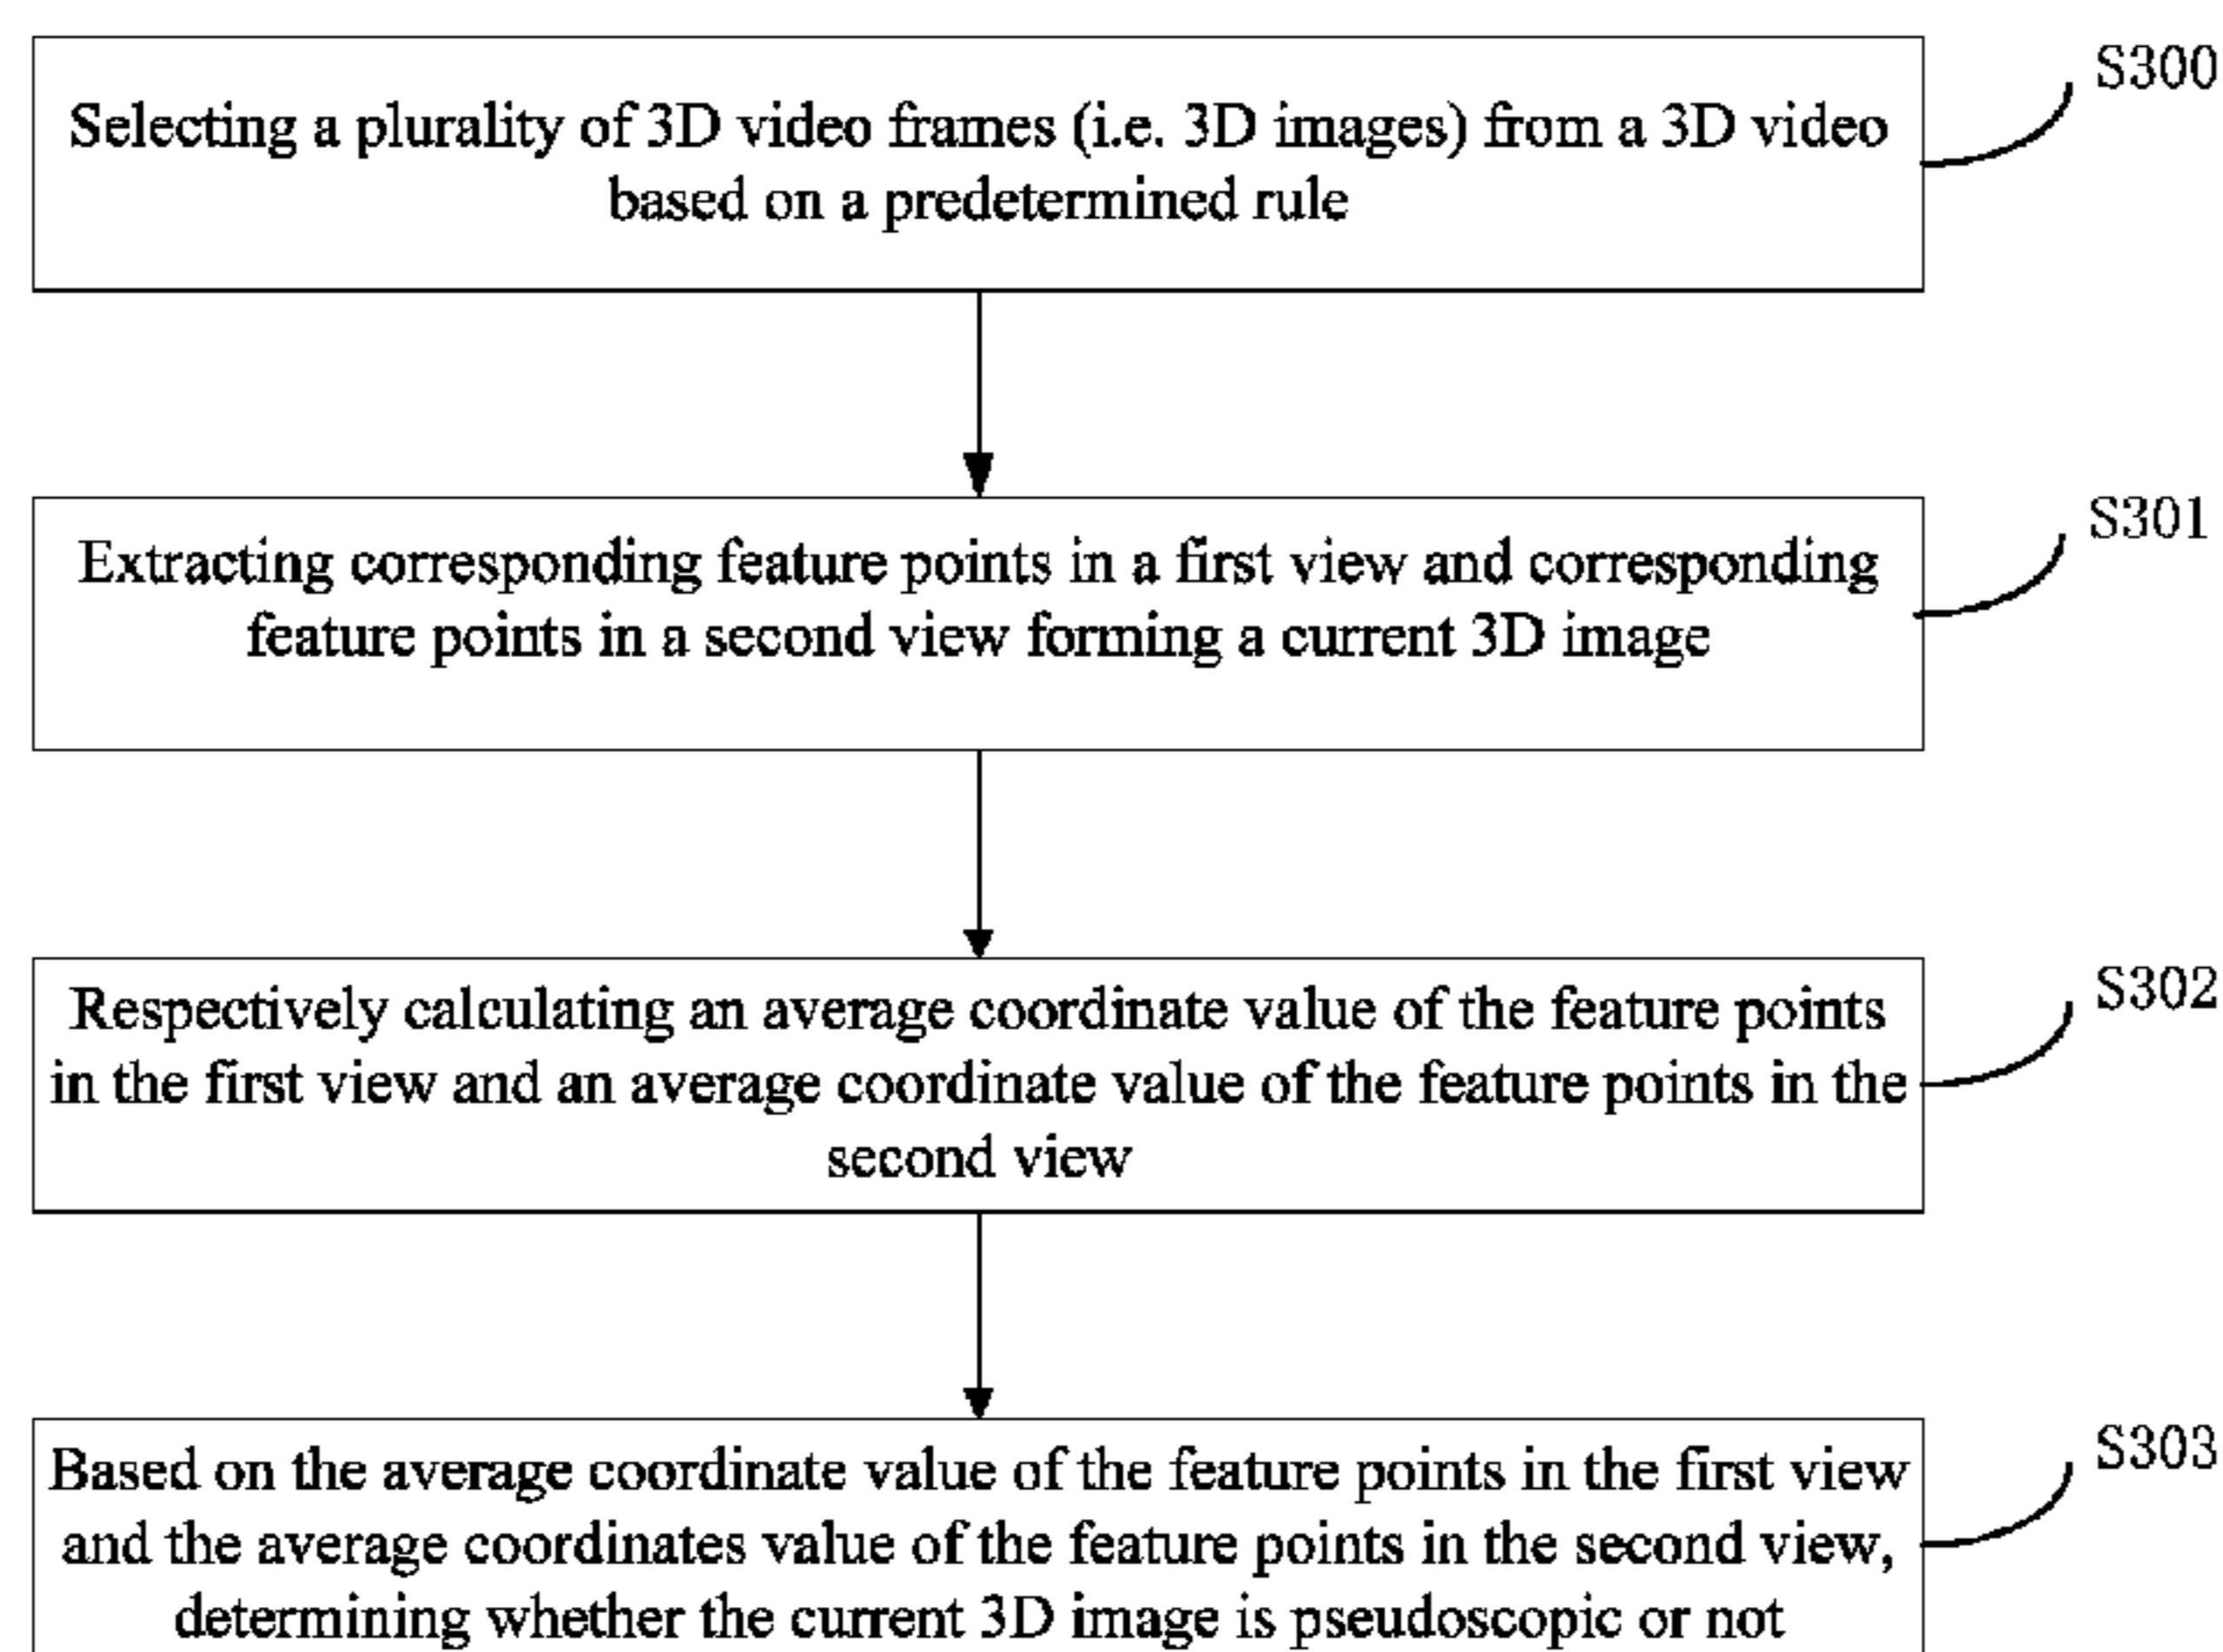 S300
Selecting a plurality of 3D video frames (i.e. 3D images) from a 3D video
based on a predetermined rule
S301
Extracting corresponding feature points in a first view and corresponding
feature points in a second view forming a current 3D image
S302
Respectively calculating an average coordinate value of the feature points
in the first view and an average coordinate value of the feature points in the
second view
S303
Based on the average coordinate value of the feature points in the first view
and the average coordinates value of the feature points in the second view,
determining whether the current 3D image is pseudoscopic or not